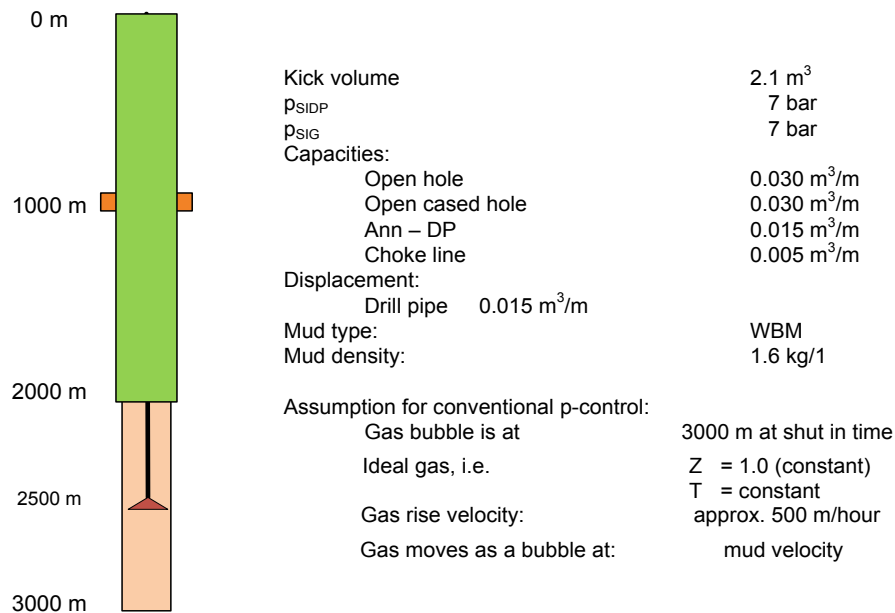 0 m
1000 m
2000 m
2500 m
3000 m
Kick volume 2.1 m³
pSIDP 7 bar
pSIG 7 bar
Capacities:
Open hole 0.030 m³/m
Open cased hole 0.030 m³/m
Ann – DP 0.015 m³/m
Choke line 0.005 m³/m
Displacement:
Drill pipe 0.015 m³/m
Mud type: WBM
Mud density: 1.6 kg/1
Assumption for conventional p-control:
Gas bubble is at 3000 m at shut in time
Ideal gas, i.e. Z = 1.0 (constant)
T = constant
Gas rise velocity: approx. 500 m/hour
Gas moves as a bubble at: mud velocity